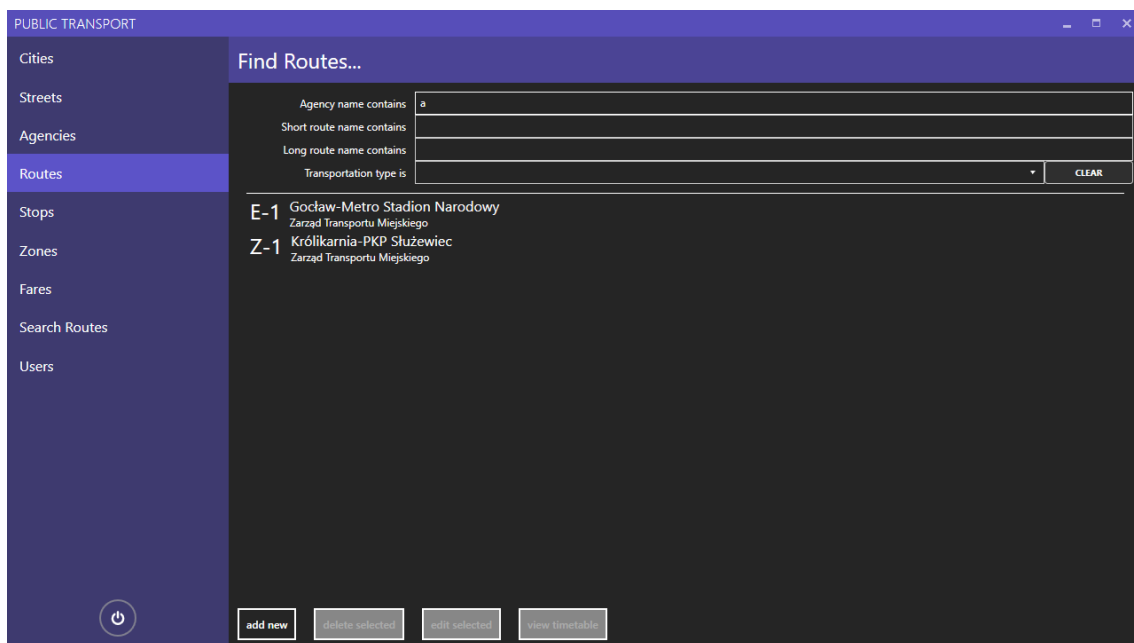 PUBLIC TRANSPORT
Cities
Streets
Agencies
Routes
Stops
Zones
Fares
Search Routes
Users
Find Routes...
Agency name contains a
Short route name contains
Long route name contains
Transportation type is CLEAR
E-1 Gocław-Metro Stadion Narodowy
Zarząd Transportu Miejskiego
Z-1 Królikarnia-PKP Służewiec
Zarząd Transportu Miejskiego
add new delete selected edit selected view timetable